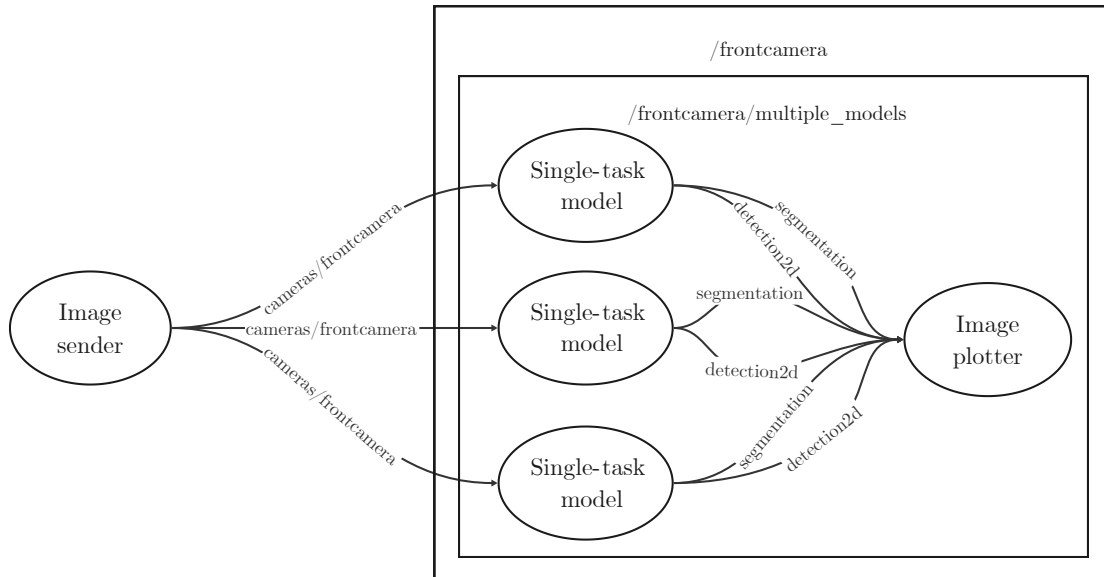 /frontcamera
/frontcamera/multiple_models
Single-task
model
cameras/frontcamera
segmentation
detection2d
Image
sender
cameras/frontcamera
Single-task
model
segmentation
detection2d
Image
plotter
cameras/frontcamera
Single-task
model
segmentation
detection2d